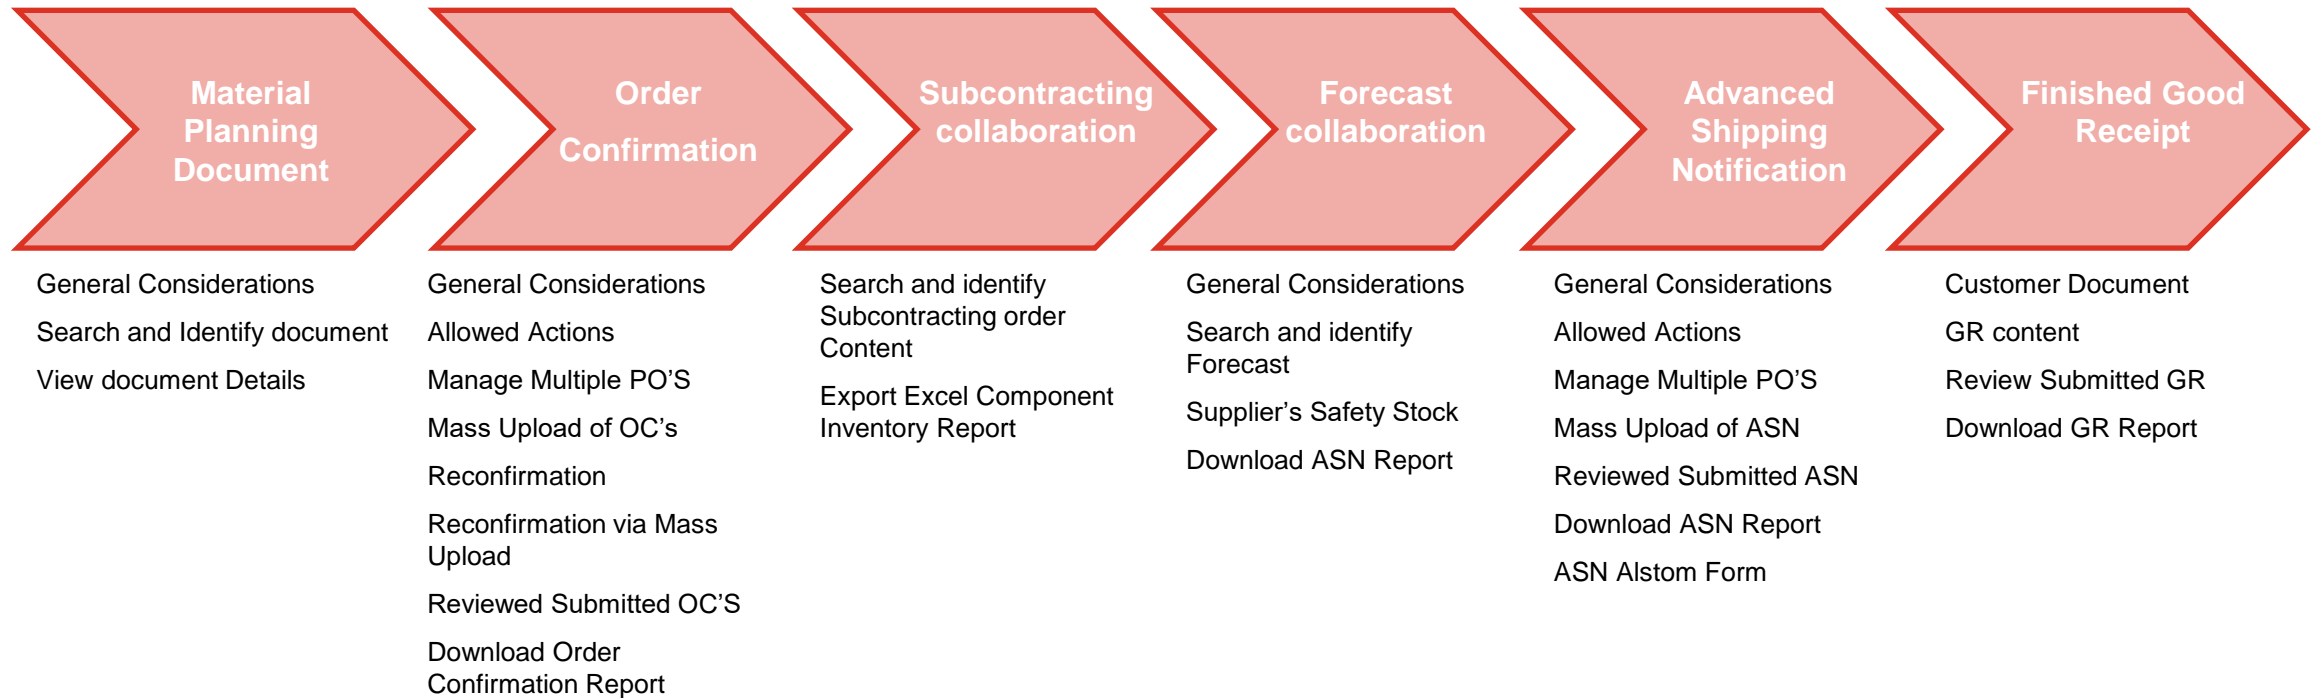 Material
Planning
Document
Order
Confirmation
Subcontracting
collaboration
Forecast
collaboration
Advanced
Shipping
Notification
Finished Good
Receipt
General Considerations
Search and Identify document
View document Details
General Considerations
Allowed Actions
Manage Multiple PO’S
Mass Upload of OC’s
Reconfirmation
Reconfirmation via Mass
Upload
Reviewed Submitted OC’S
Download Order
Confirmation Report
Search and identify
Subcontracting order
Content
Export Excel Component
Inventory Report
General Considerations
Search and identify
Forecast
Supplier’s Safety Stock
Download ASN Report
General Considerations
Allowed Actions
Manage Multiple PO’S
Mass Upload of ASN
Reviewed Submitted ASN
Download ASN Report
ASN Alstom Form
Customer Document
GR content
Review Submitted GR
Download GR Report